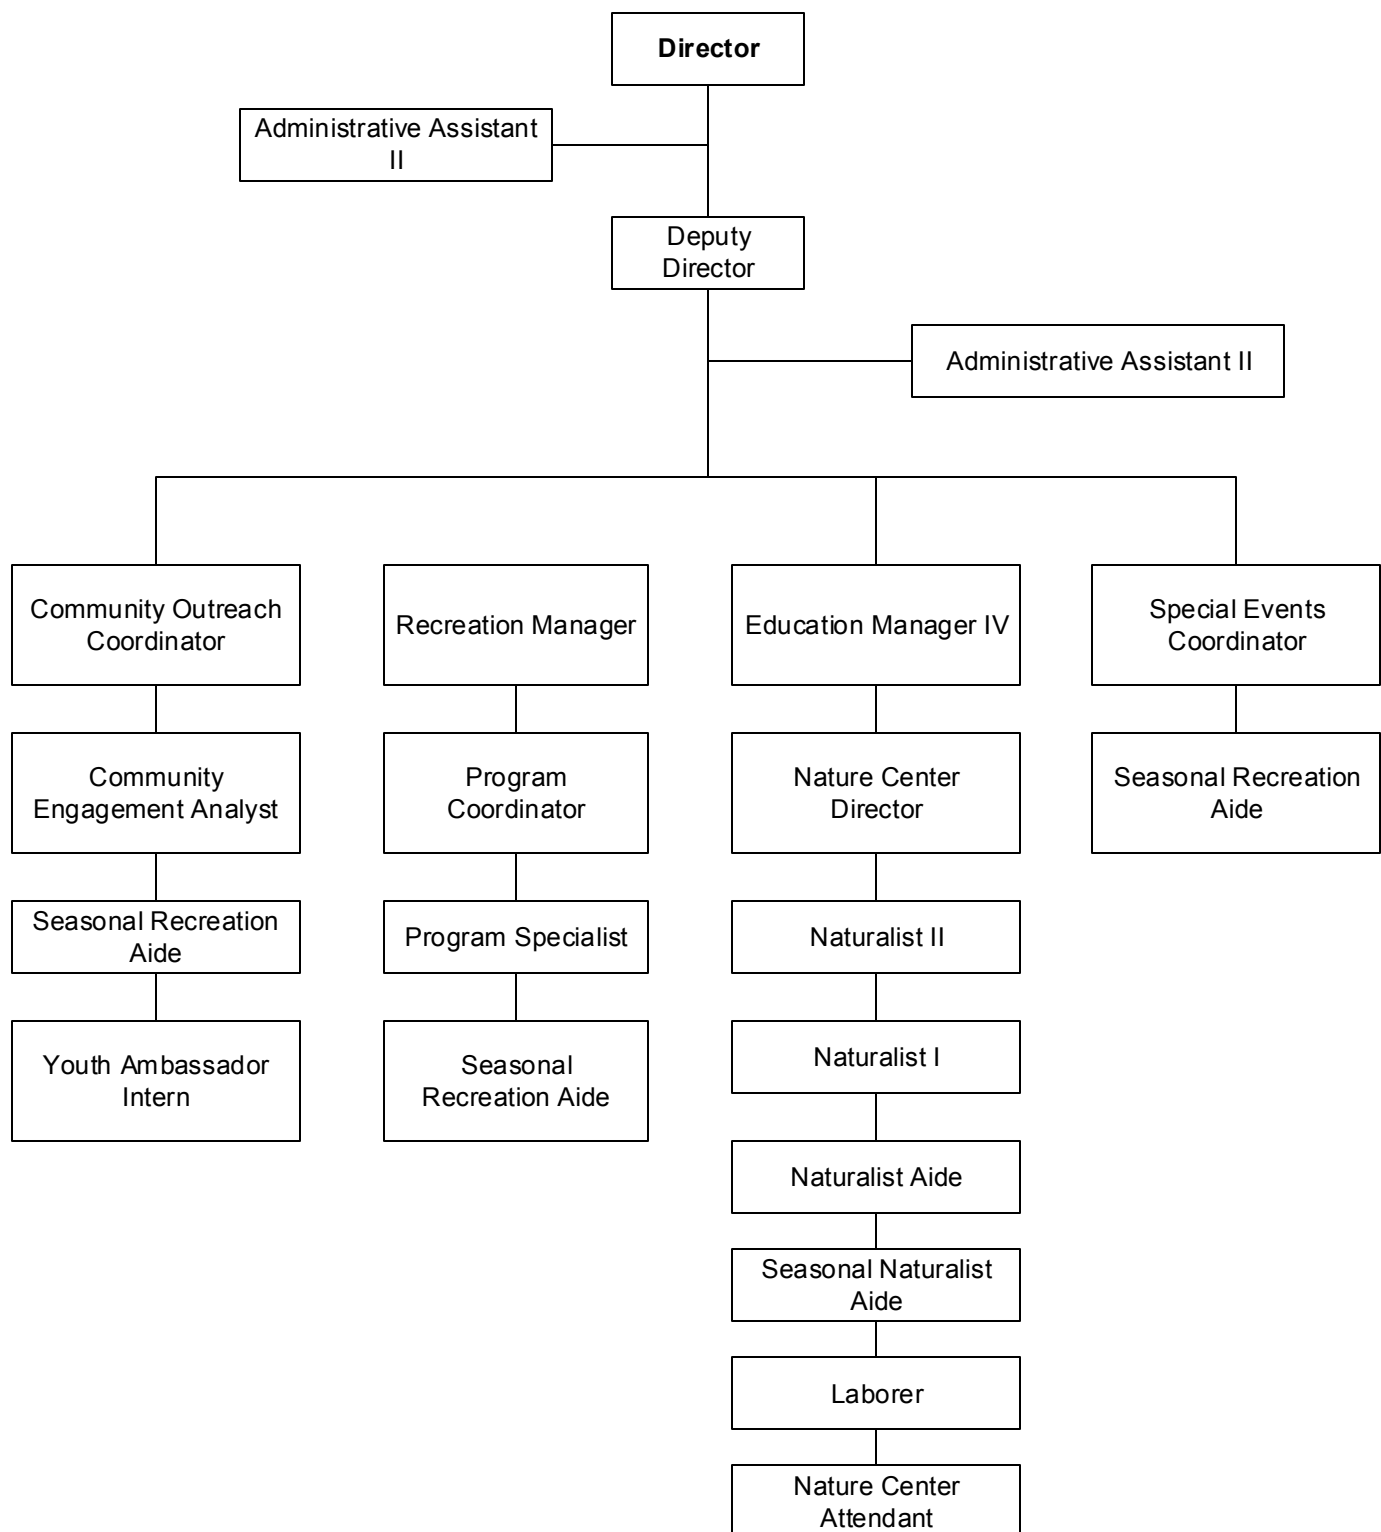 Director
Administrative Assistant
II
Deputy
Director
Administrative Assistant II
Community Outreach
Coordinator
Recreation Manager
Education Manager IV
Special Events
Coordinator
Community
Engagement Analyst
Program
Coordinator
Nature Center
Director
Seasonal Recreation
Aide
Seasonal Recreation
Aide
Program Specialist
Naturalist II
Youth Ambassador
Intern
Seasonal
Recreation Aide
Naturalist I
Naturalist Aide
Seasonal Naturalist
Aide
Laborer
Nature Center
Attendant